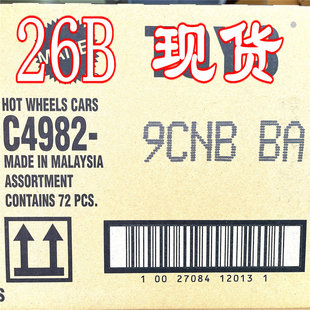 26B 现货
HOT WHEELS CARS
C4982-
9CNB BA
MADE IN MALAYSIA
ASSORTMENT
CONTAINS 72 PCS.
1 00 27084 12013 1